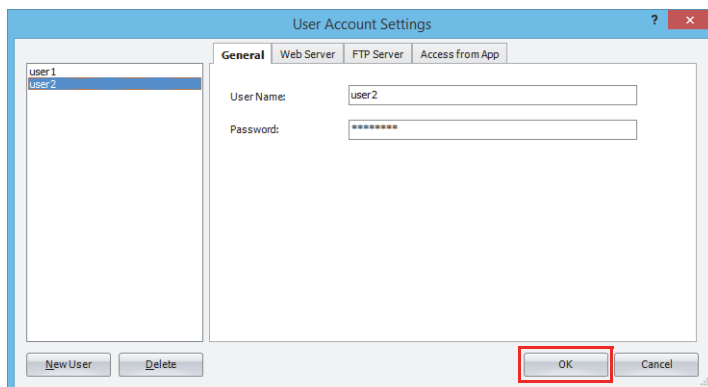 User Account Settings
?
General Web Server FTP Server Access from App
user1
user2
User Name: user2
Password: ********
New User Delete OK Cancel